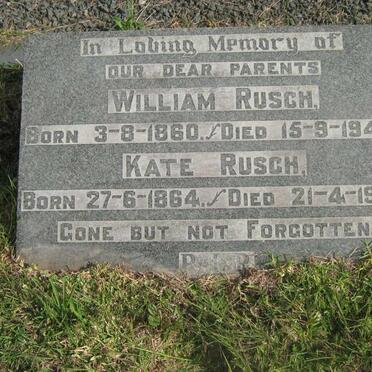 In Loving Memory of
OUR DEAR PARENTS
WILLIAM RUSCH,
BORN 3-8-1860. DIED 15-9-194
KATE RUSCH,
BORN 27-6-1864. DIED 21-4-19
GONE BUT NOT FORGOTTEN